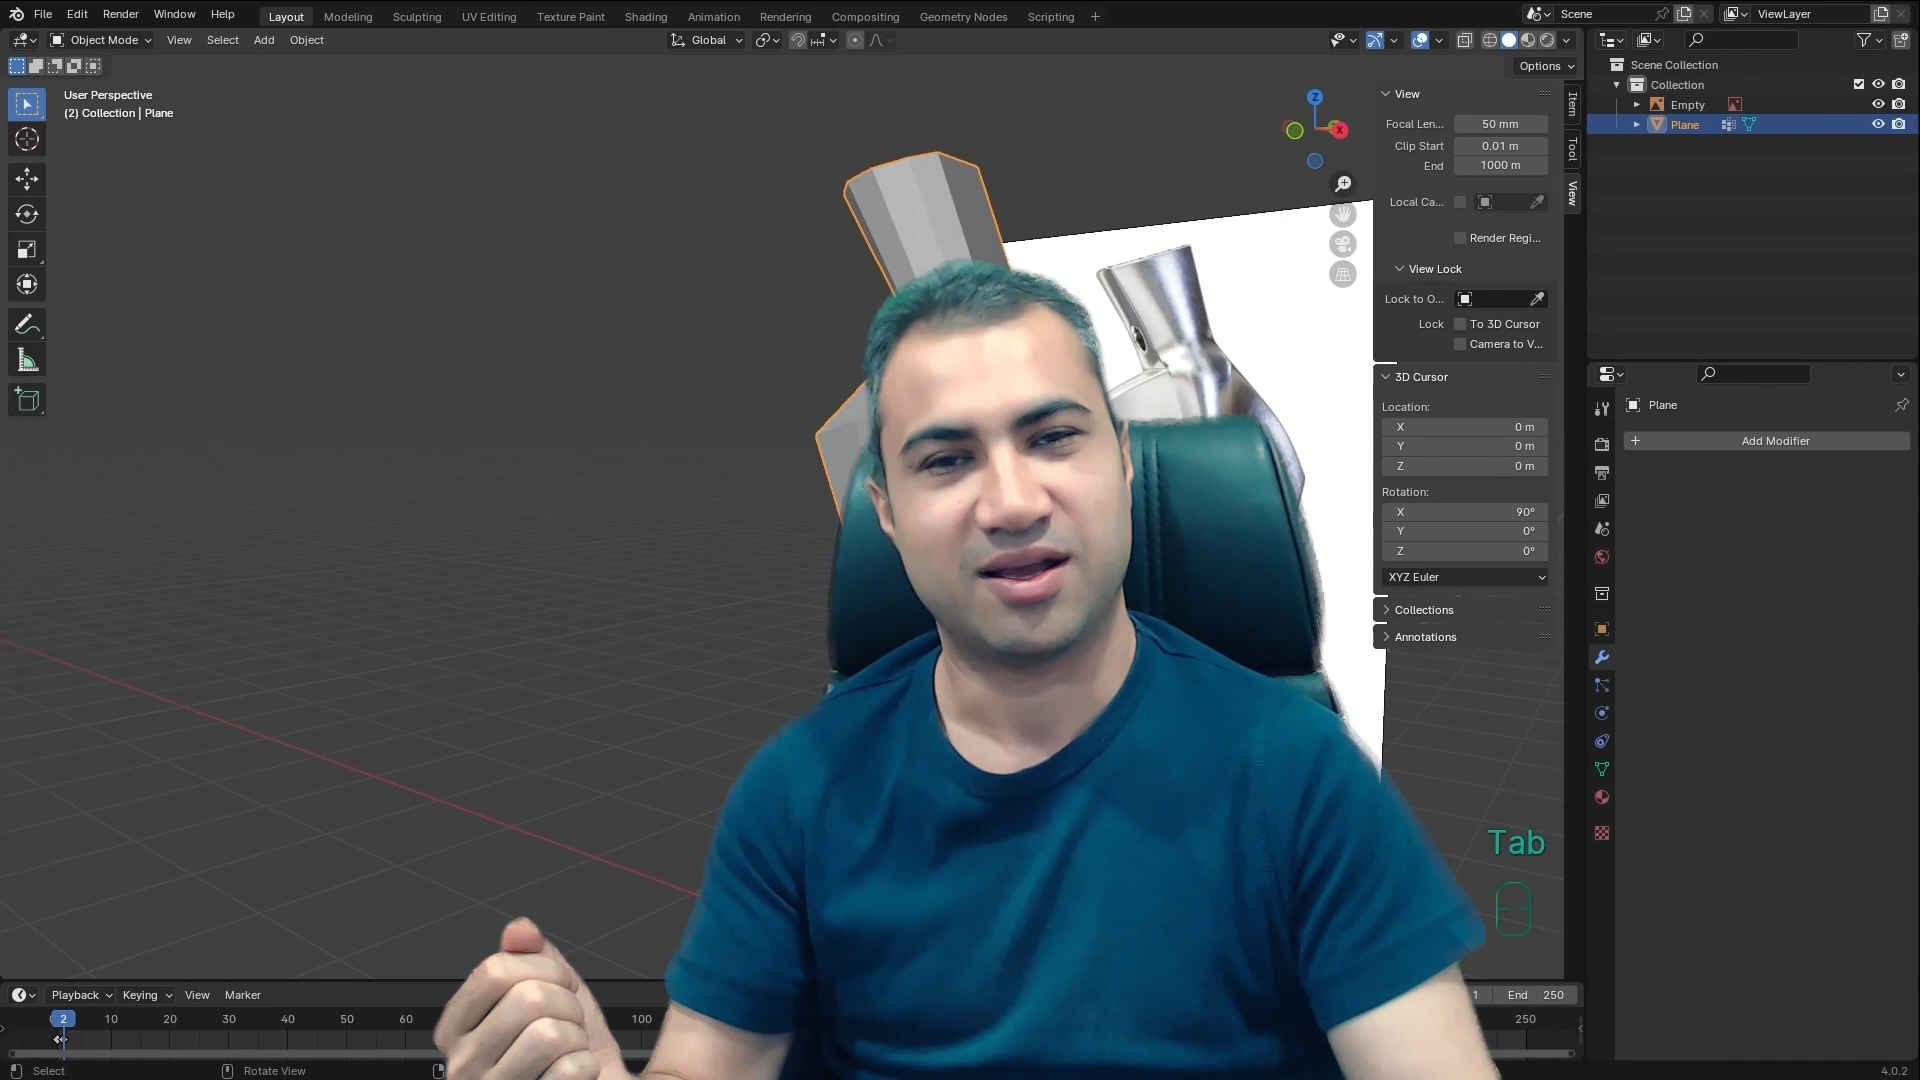 File Edit Render Window Help Layout Modeling Sculpting UV Editing Texture Paint Shading Animation Rendering Compositing Geometry Nodes Scripting + Scene ViewLayer
Object Mode View Select Add Object Global
Options
User Perspective
(2) Collection | Plane
View
Focal Len... 50 mm
Clip Start 0.01 m
End 1000 m
Local Ca...
Render Regi...
View Lock
Lock to O...
Lock To 3D Cursor
Camera to V...
3D Cursor
Location:
X 0 m
Y 0 m
Z 0 m
Rotation:
X 90°
Y 0°
Z 0°
XYZ Euler
Collections
Annotations
Item
Tool
View
Z
X
Scene Collection
Collection
Empty
Plane
Plane
+ Add Modifier
Tab
Playback Keying View Marker 1 End 250
2 10 20 30 40 50 60 100 250
Select Rotate View 4.0.2